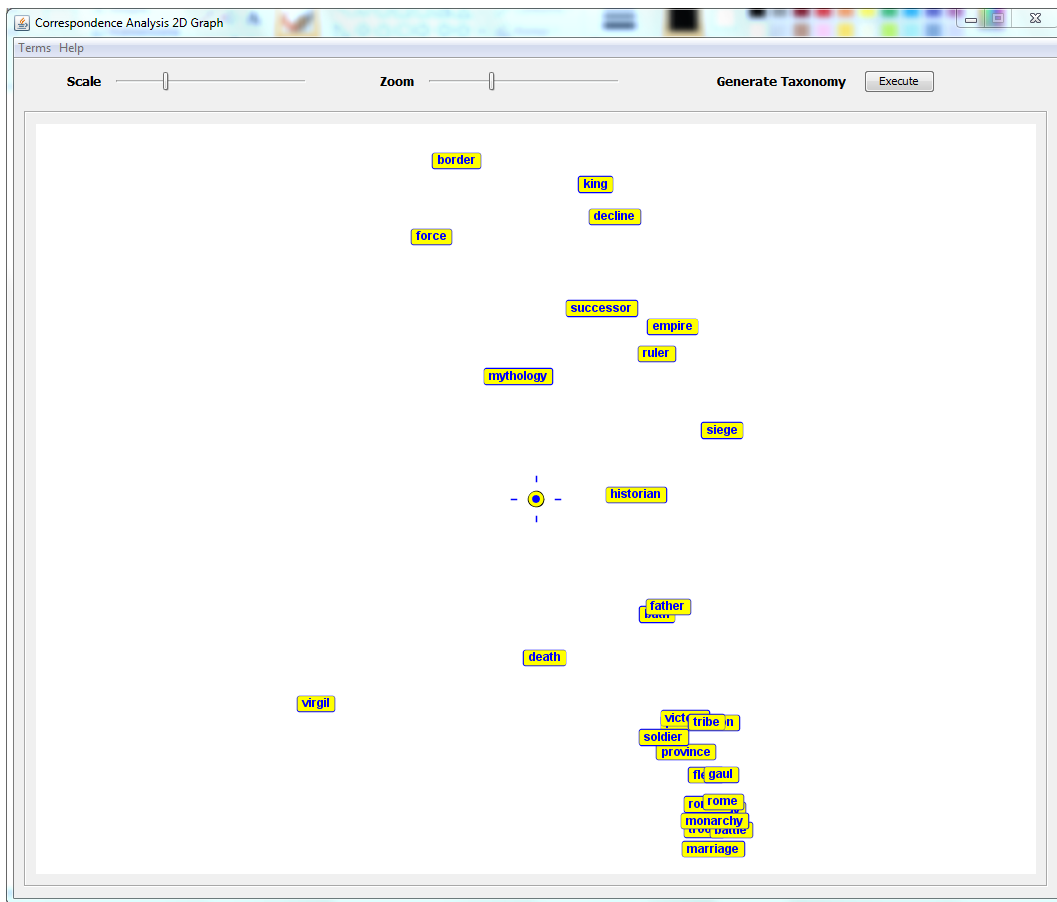 Correspondence Analysis 2D Graph
Terms Help
Scale Zoom Generate Taxonomy Execute
border
king
decline
force
successor
empire
ruler
mythology
siege
historian
father
death
virgil
tribe
soldier
province
gaul
rome
monarchy
battle
marriage